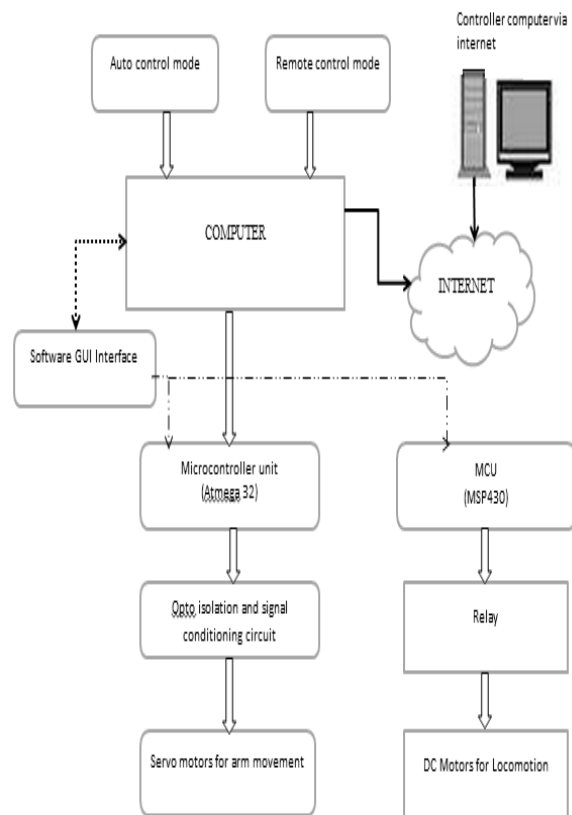 Controller computer via
internet
Auto control mode
Remote control mode
COMPUTER
INTERNET
Software GUI Interface
Microcontroller unit
(Atmega 32)
MCU
(MSP430)
Opto isolation and signal
conditioning circuit
Relay
Servo motors for arm movement
DC Motors for Locomotion